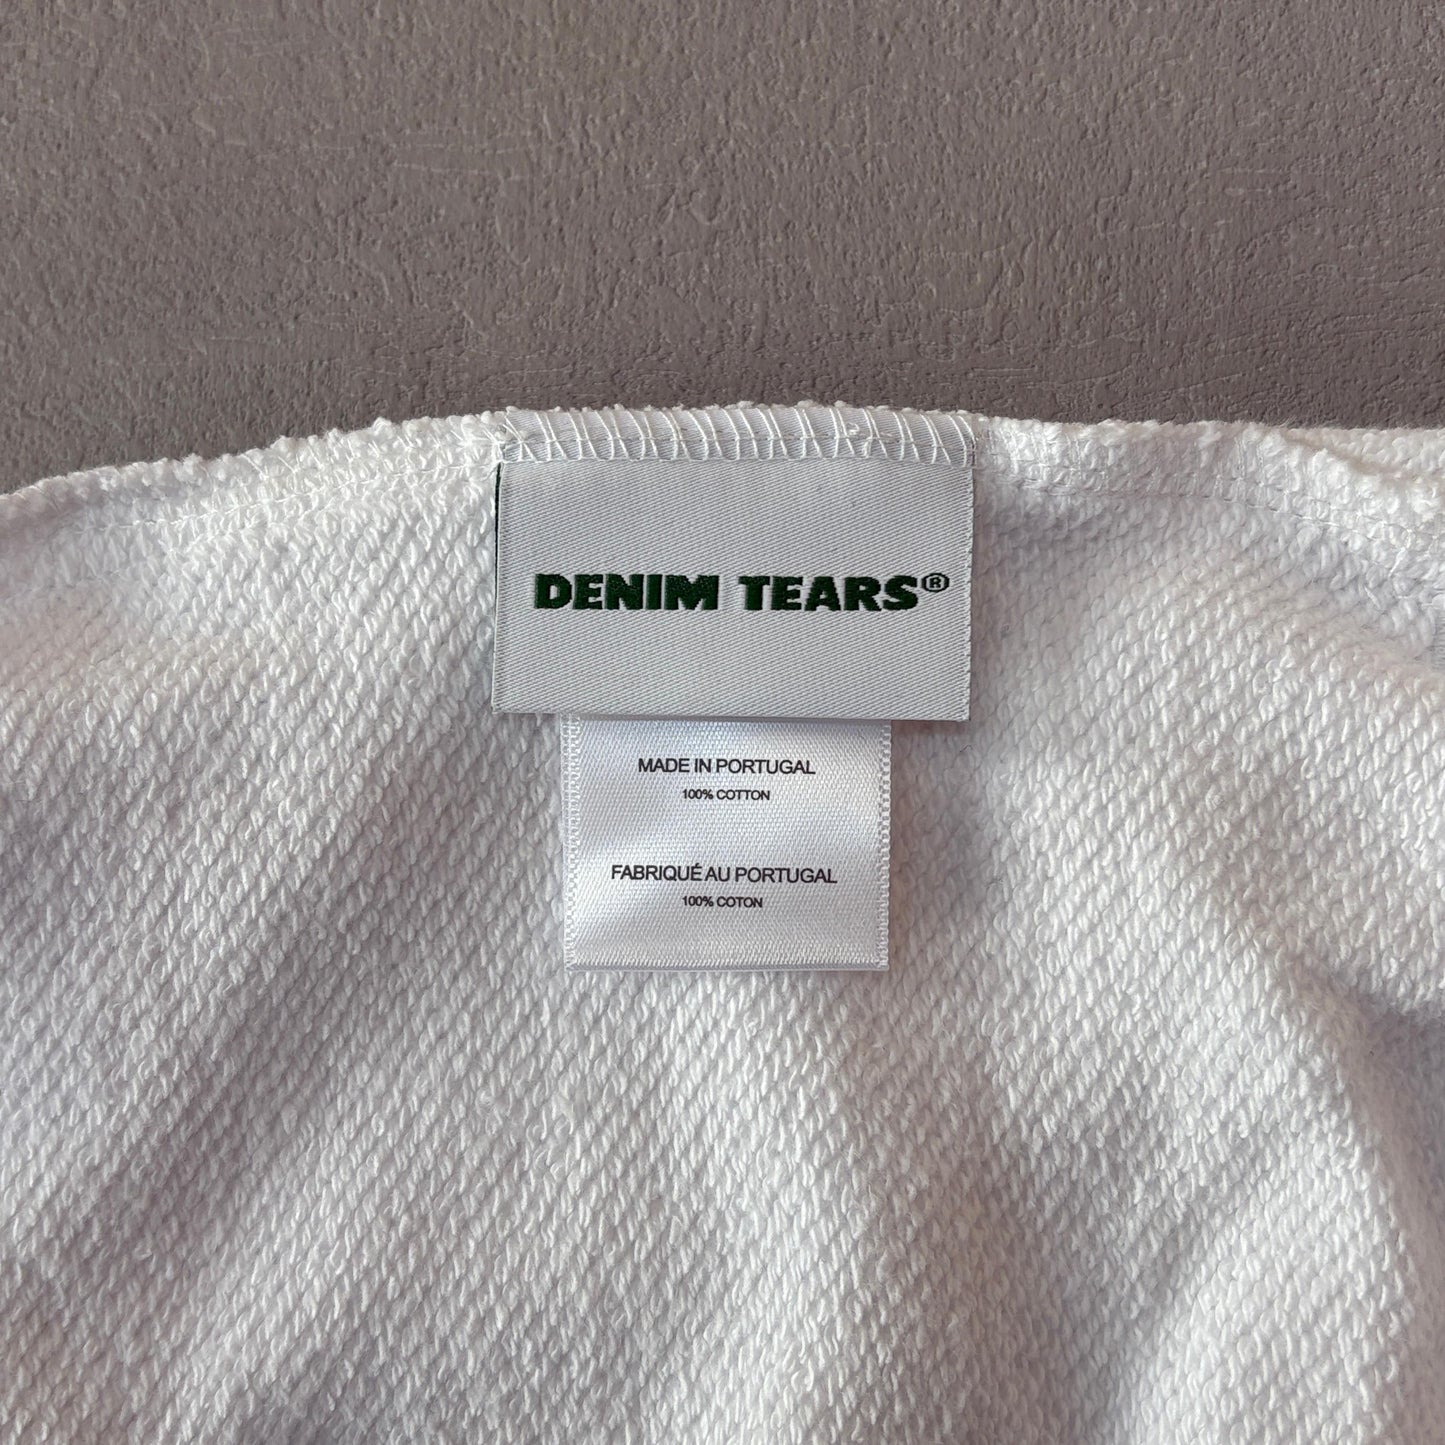 DENIM TEARS®
MADE IN PORTUGAL
100% COTTON
FABRIQUÉ AU PORTUGAL
100% COTON